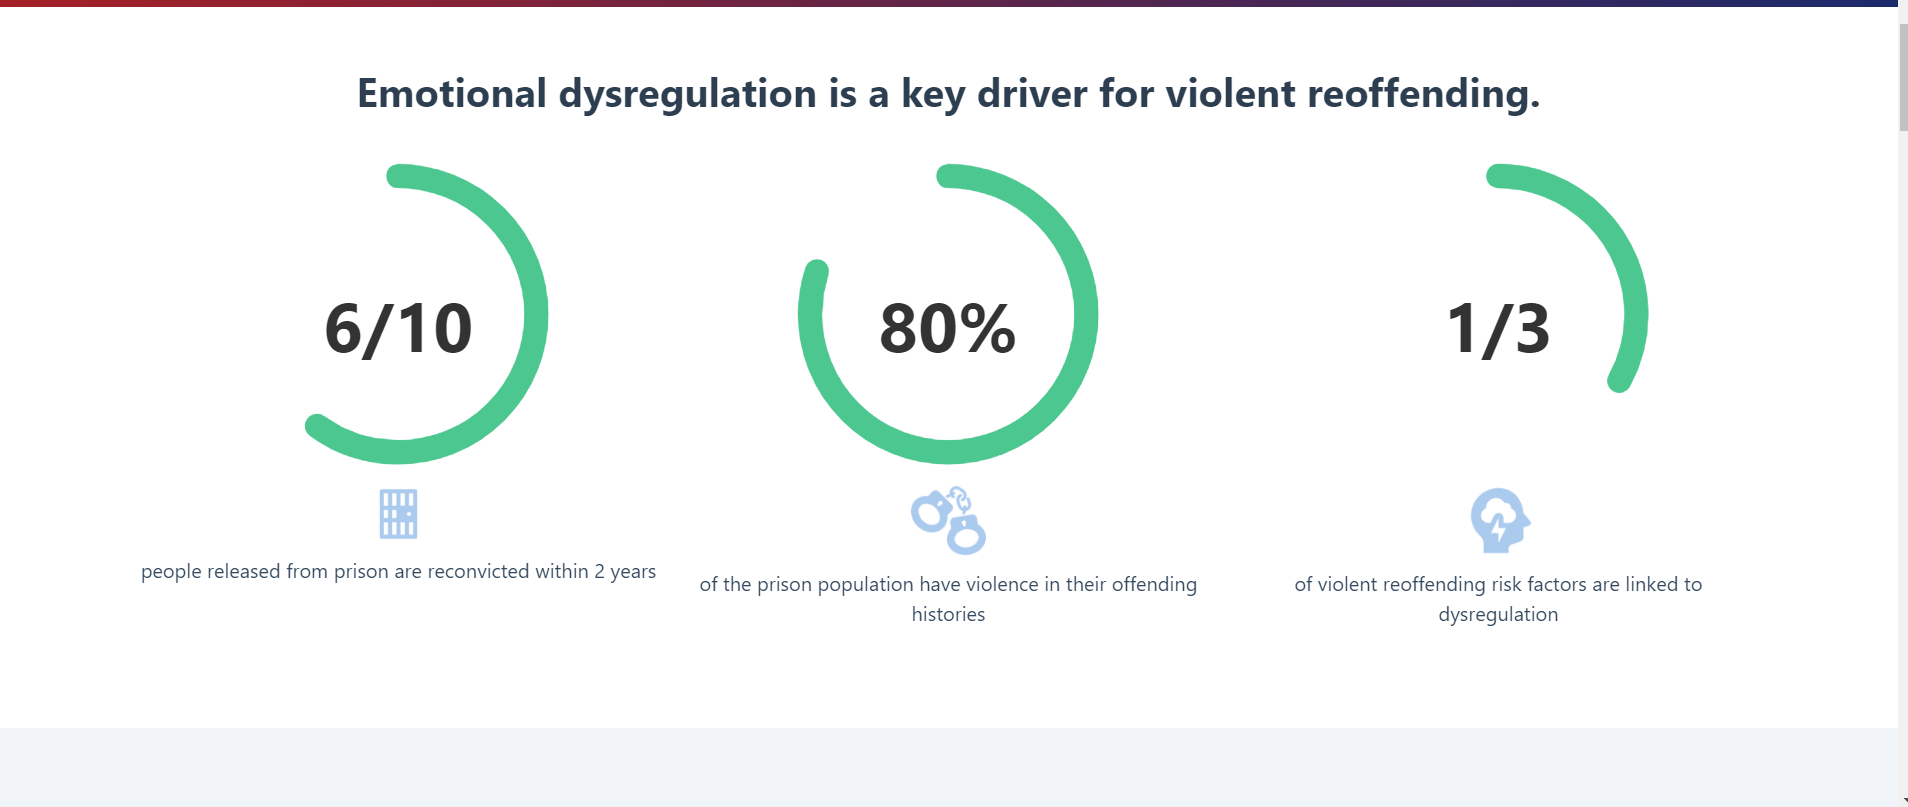 Emotional dysregulation is a key driver for violent reoffending.
6/10
people released from prison are reconvicted within 2 years
80%
of the prison population have violence in their offending
histories
1/3
of violent reoffending risk factors are linked to
dysregulation